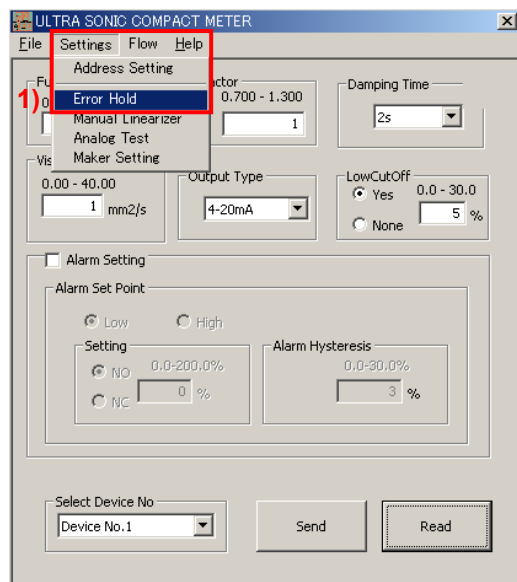 ULTRA SONIC COMPACT METER
File Settings Flow Help
Address Setting
1) Error Hold
Manual Linearizer
Analog Test
Maker Setting
0.700 - 1.300
1
Damping Time
2s
0.00 - 40.00
1 mm2/s
Output Type
4-20mA
LowCutOff
Yes 0.0 - 30.0
5 %
None
Alarm Setting
Alarm Set Point
Low High
Setting
NO 0.0-200.0%
0 %
NC
Alarm Hysteresis
0.0-30.0%
3 %
Select Device No
Device No.1
Send
Read